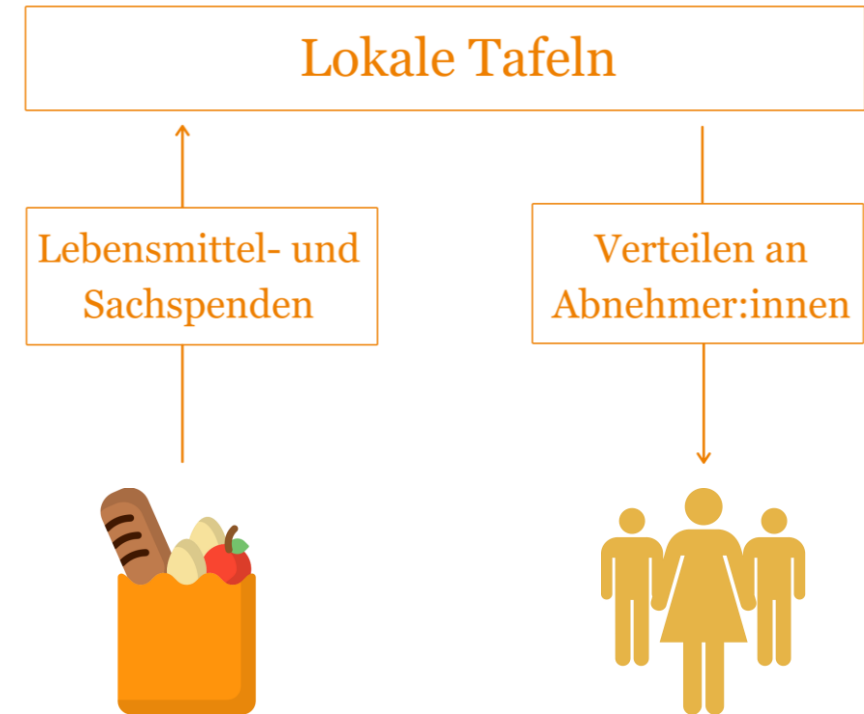 Lokale Tafeln
Lebensmittel- und
Sachspenden
Verteilen an
Abnehmer:innen